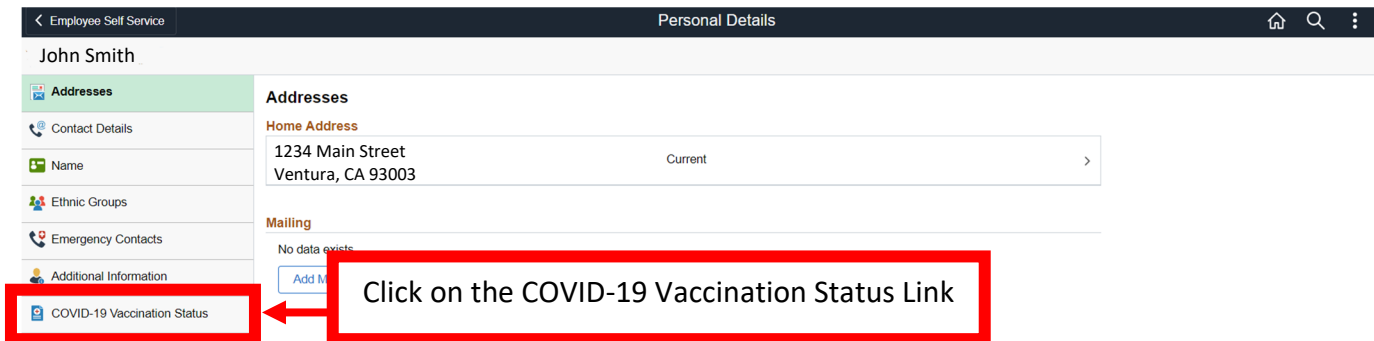 Employee Self Service
Personal Details
John Smith
Addresses
Contact Details
Name
Ethnic Groups
Emergency Contacts
Additional Information
COVID-19 Vaccination Status
Addresses
Home Address
1234 Main Street
Ventura, CA 93003
Current
Mailing
No data exists
Add M
Click on the COVID-19 Vaccination Status Link